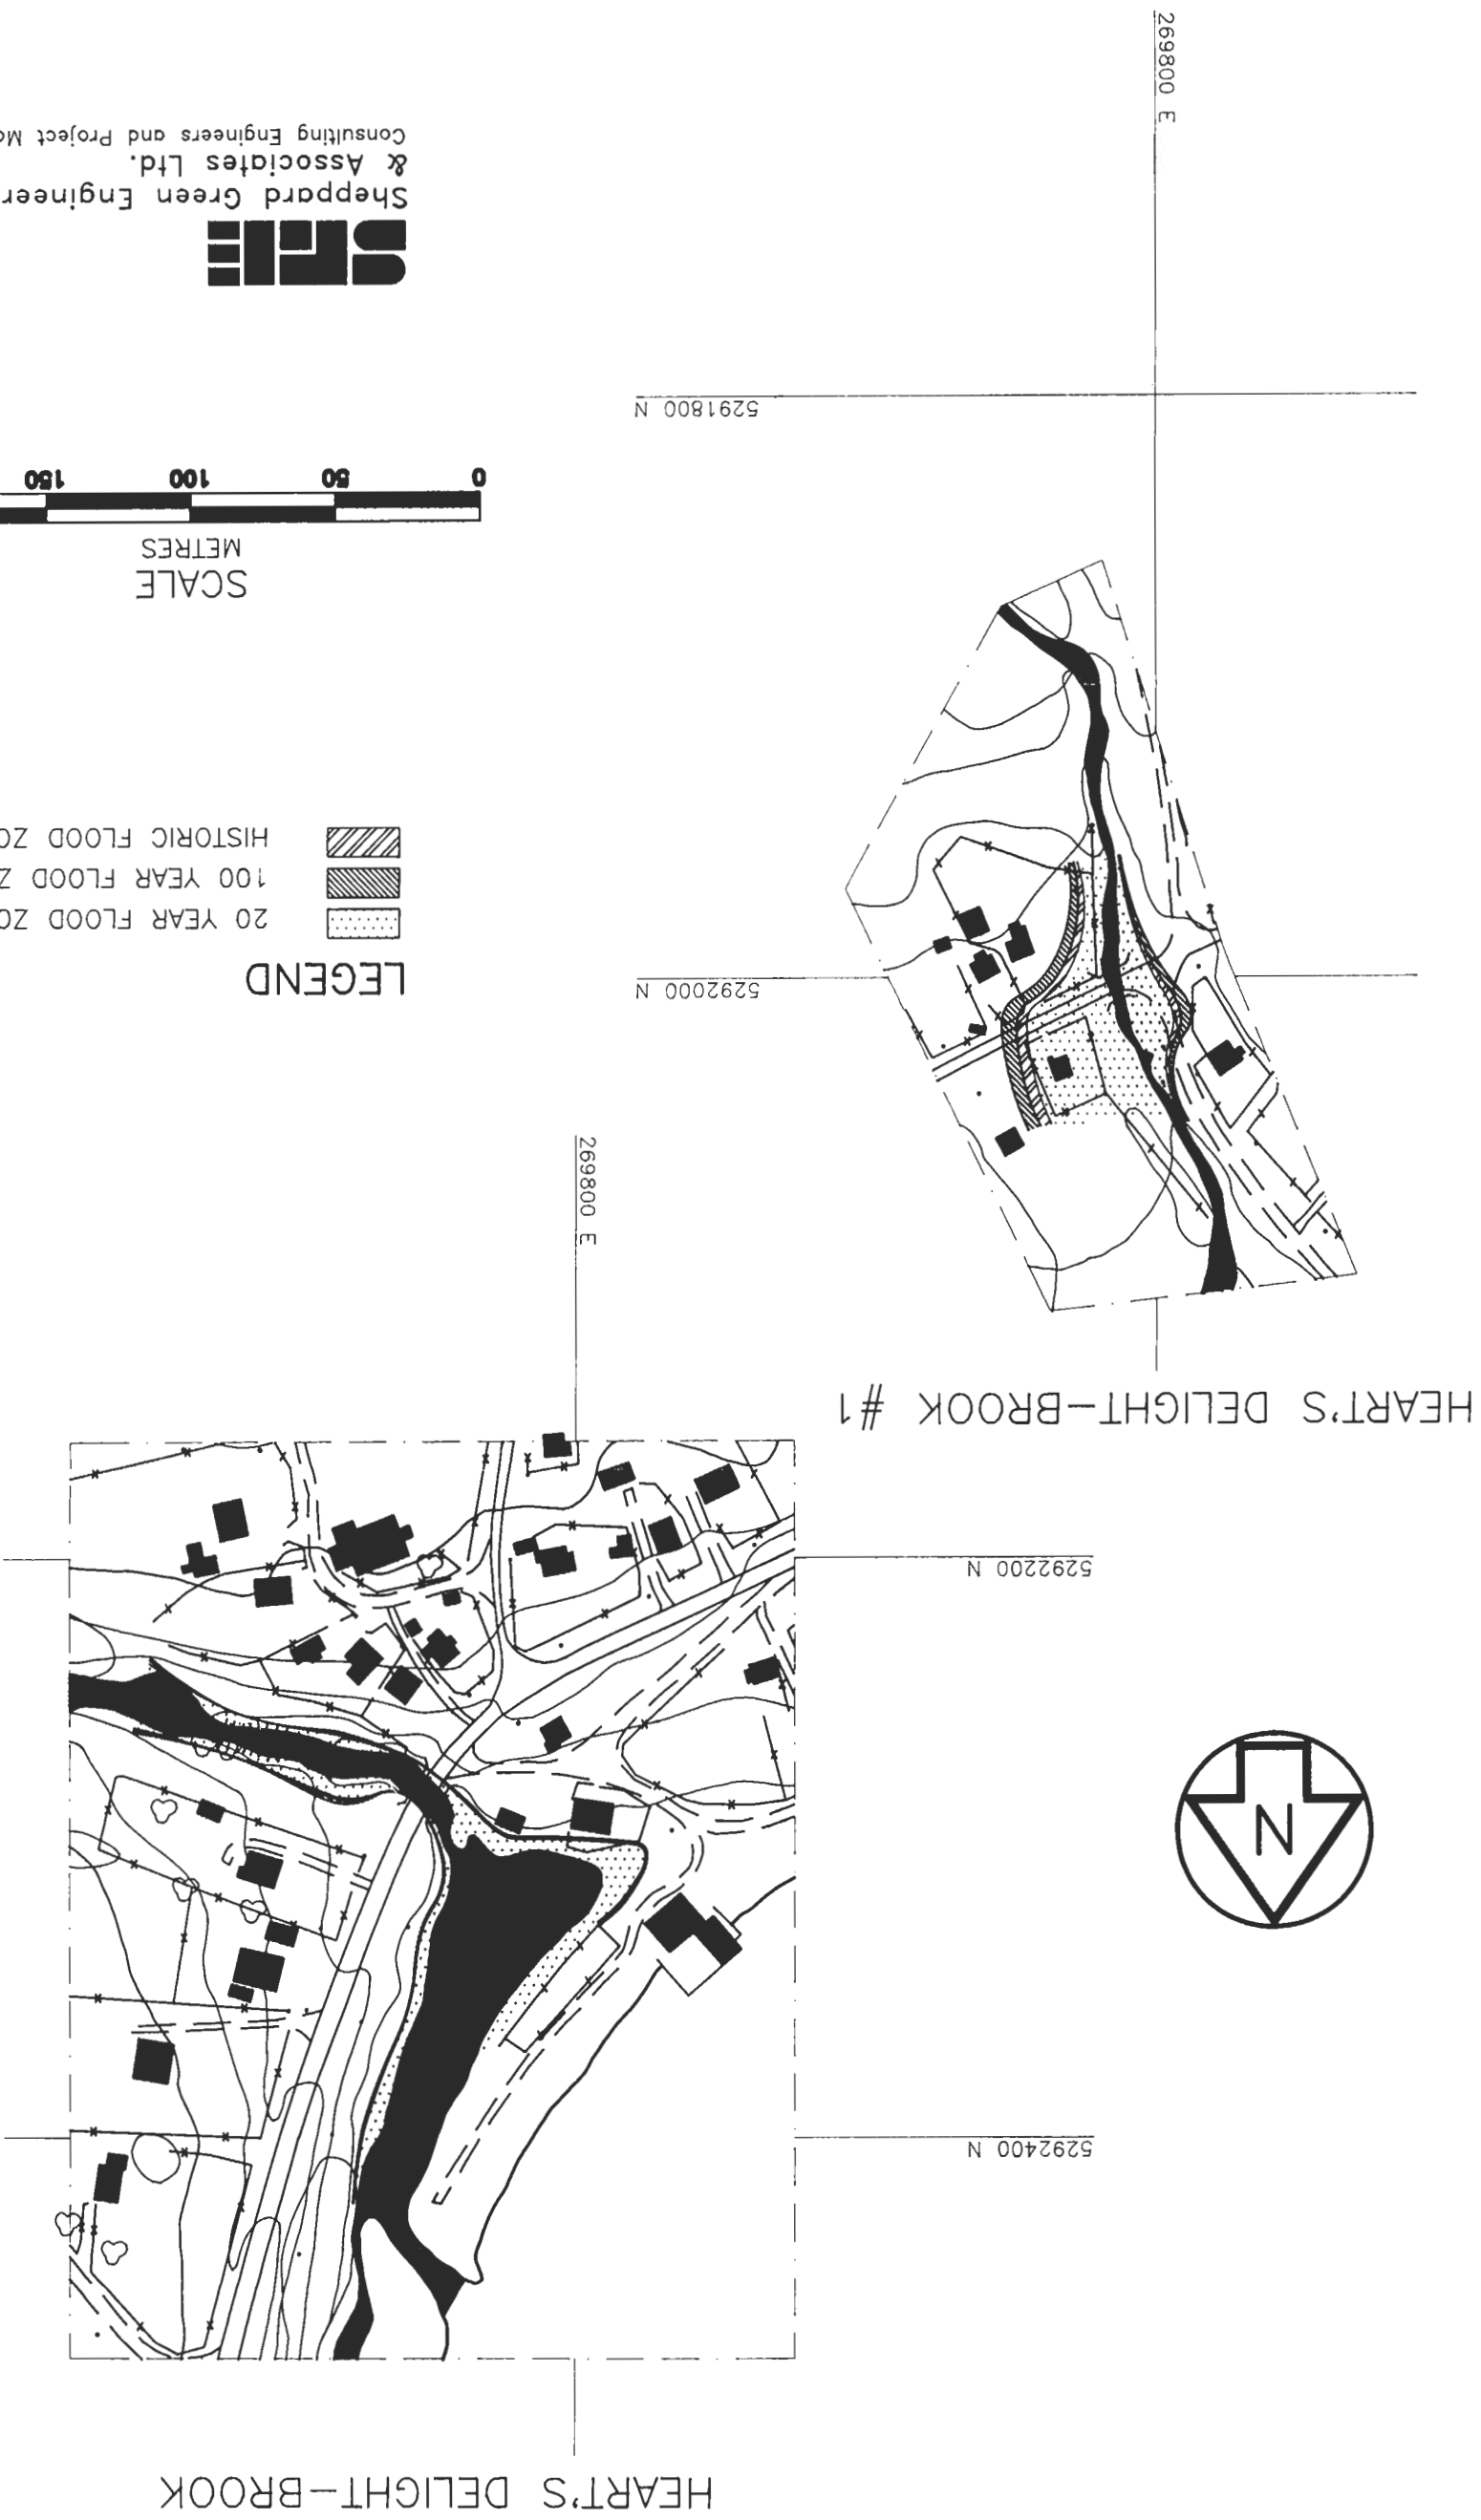 HEART'S DELIGHT-BROOK
5292400 N
N
5292200 N
HEART'S DELIGHT-BROOK #1
269800 E
5292000 N
LEGEND
20 YEAR FLOOD ZO
100 YEAR FLOOD Z
HISTORIC FLOOD ZO
SCALE
METRES
0 50 100 150
5291800 N
SGE
Sheppard Green Engineer
& Associates Ltd.
Consulting Engineers and Project Ma
269800 E